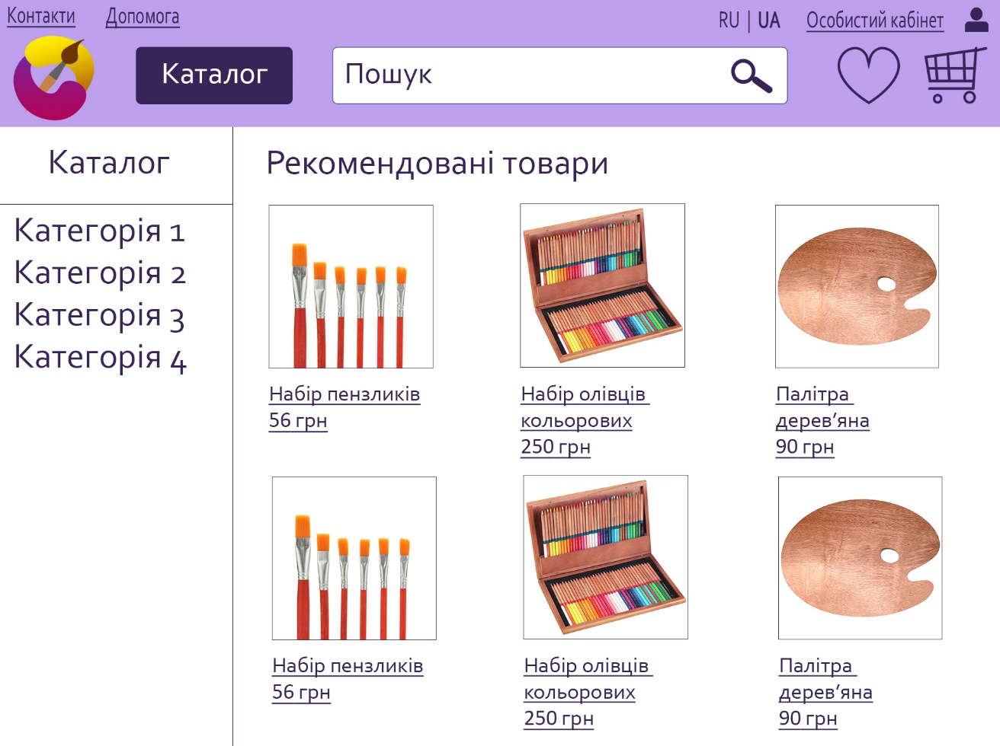 Контакти Допомога RU | UA Особистий кабінет
Каталог Пошук
Каталог
Рекомендовані товари
Категорія 1
Категорія 2
Категорія 3
Категорія 4
Набір пензликів
56 грн
Набір олівців
кольорових
250 грн
Палітра
дерев’яна
90 грн
Набір пензликів
56 грн
Набір олівців
кольорових
250 грн
Палітра
дерев’яна
90 грн